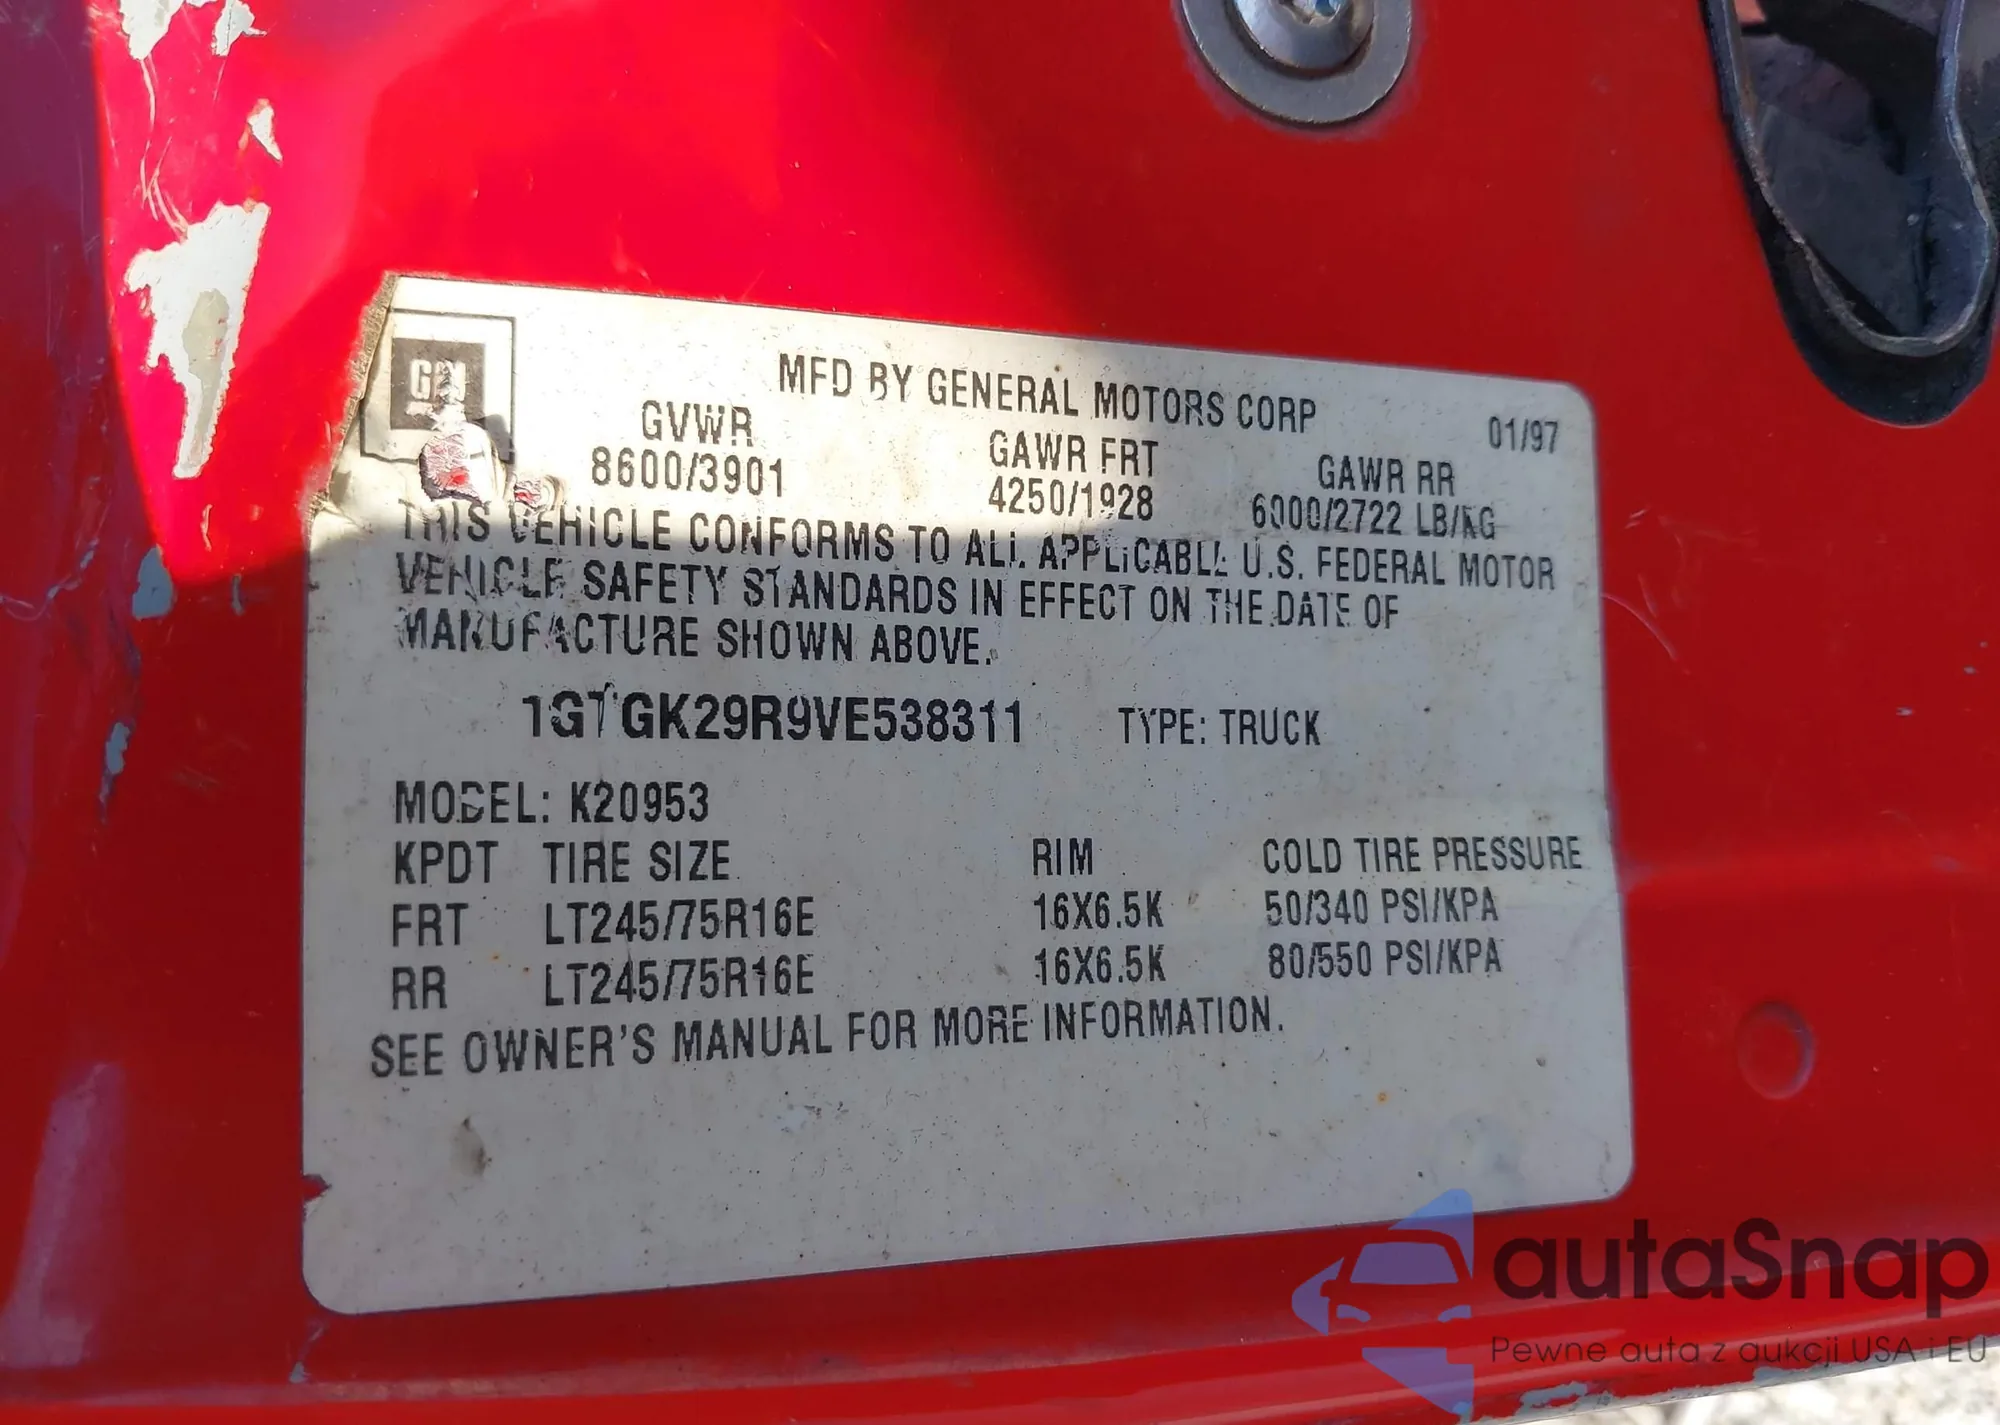 GM
MFD BY GENERAL MOTORS CORP
01/97
GVWR GAWR FRT GAWR RR
8600/3901 4250/1928 6000/2722 LB/KG
THIS VEHICLE CONFORMS TO ALL APPLICABLE U.S. FEDERAL MOTOR
VEHICLE SAFETY STANDARDS IN EFFECT ON THE DATE OF
MANUFACTURE SHOWN ABOVE.
1GTGK29R9VE538311 TYPE: TRUCK
MODEL: K20953
KPDT TIRE SIZE RIM COLD TIRE PRESSURE
FRT LT245/75R16E 16X6.5K 50/340 PSI/KPA
RR LT245/75R16E 16X6.5K 80/550 PSI/KPA
SEE OWNER'S MANUAL FOR MORE INFORMATION.
autaSnap
Pewne auta z aukcji USA i EU